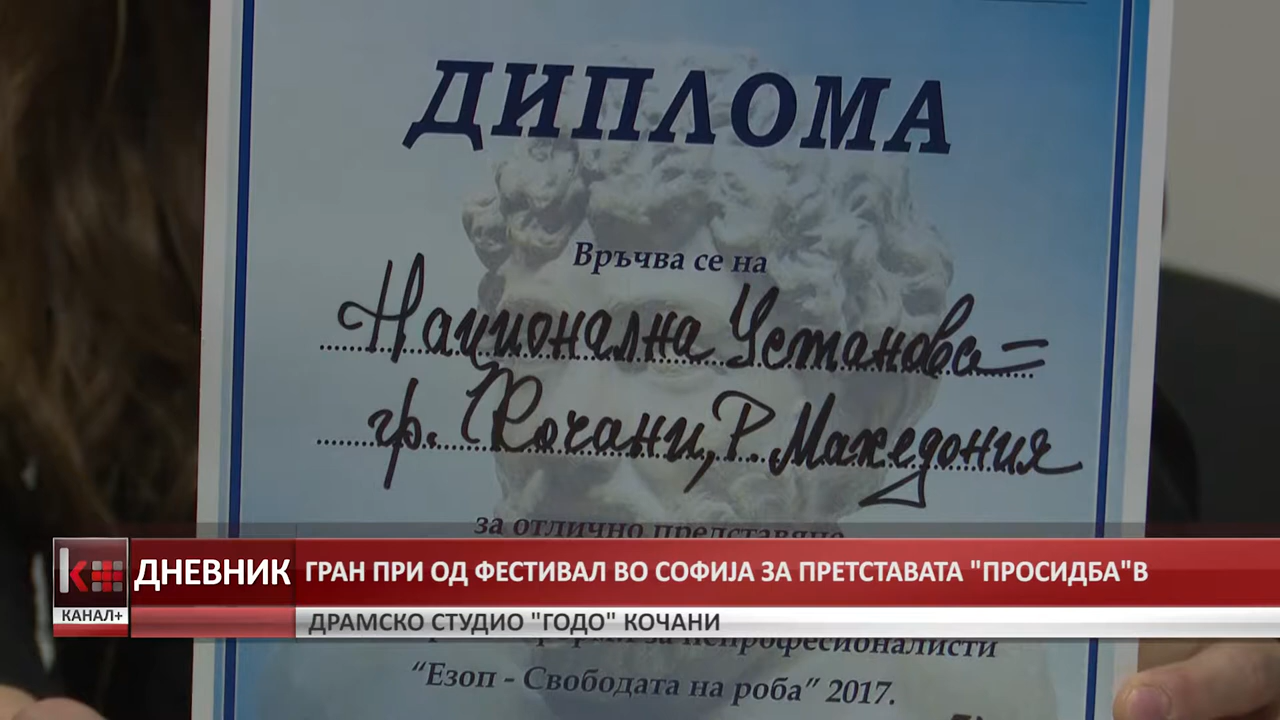 ДИПЛОМА
Връчва се на
Национална Установа=
гр. Кочани, Р. Македония
за отлично представяне
ДНЕВНИК
ГРАН ПРИ ОД ФЕСТИВАЛ ВО СОФИЈА ЗА ПРЕТСТАВАТА "ПРОСИДБА"В
КАНАЛ+
ДРАМСКО СТУДИО "ГОДО" КОЧАНИ
за непрофесионалисти
“Езоп - Свободата на роба” 2017.